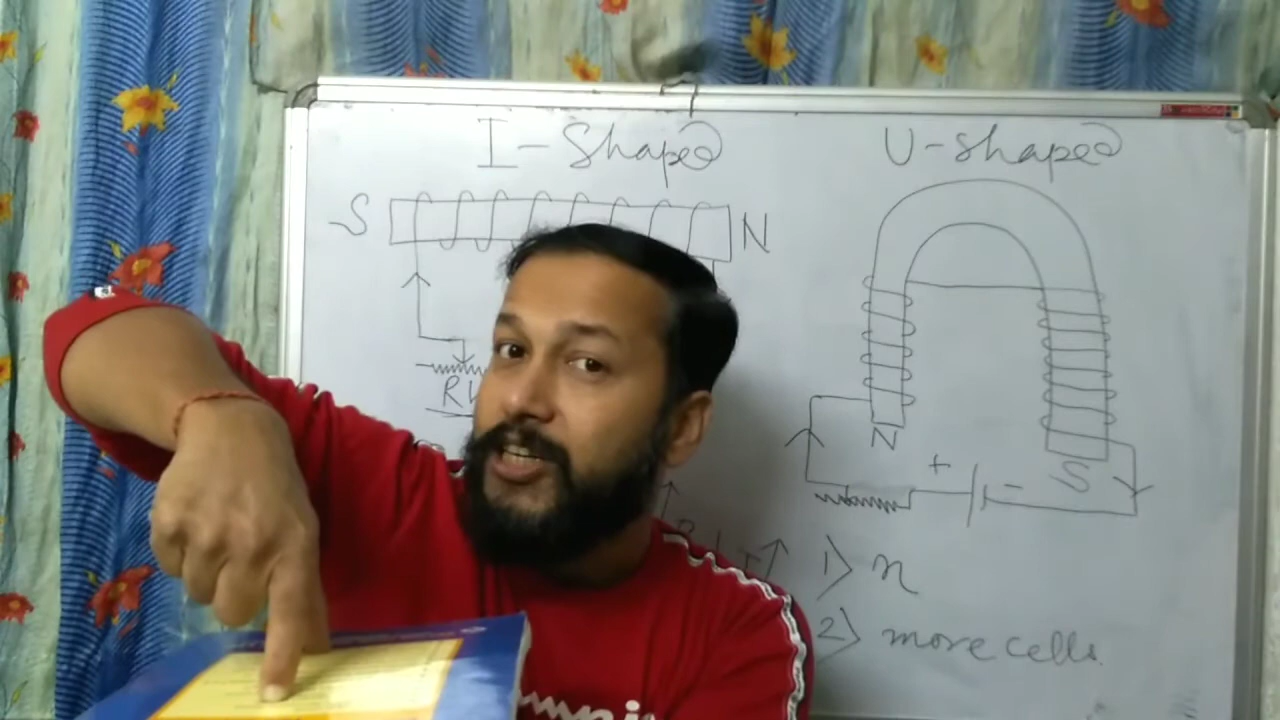 I-Shaped
U-shaped
S
N
N
S
+ -
1> n
2> more cells.